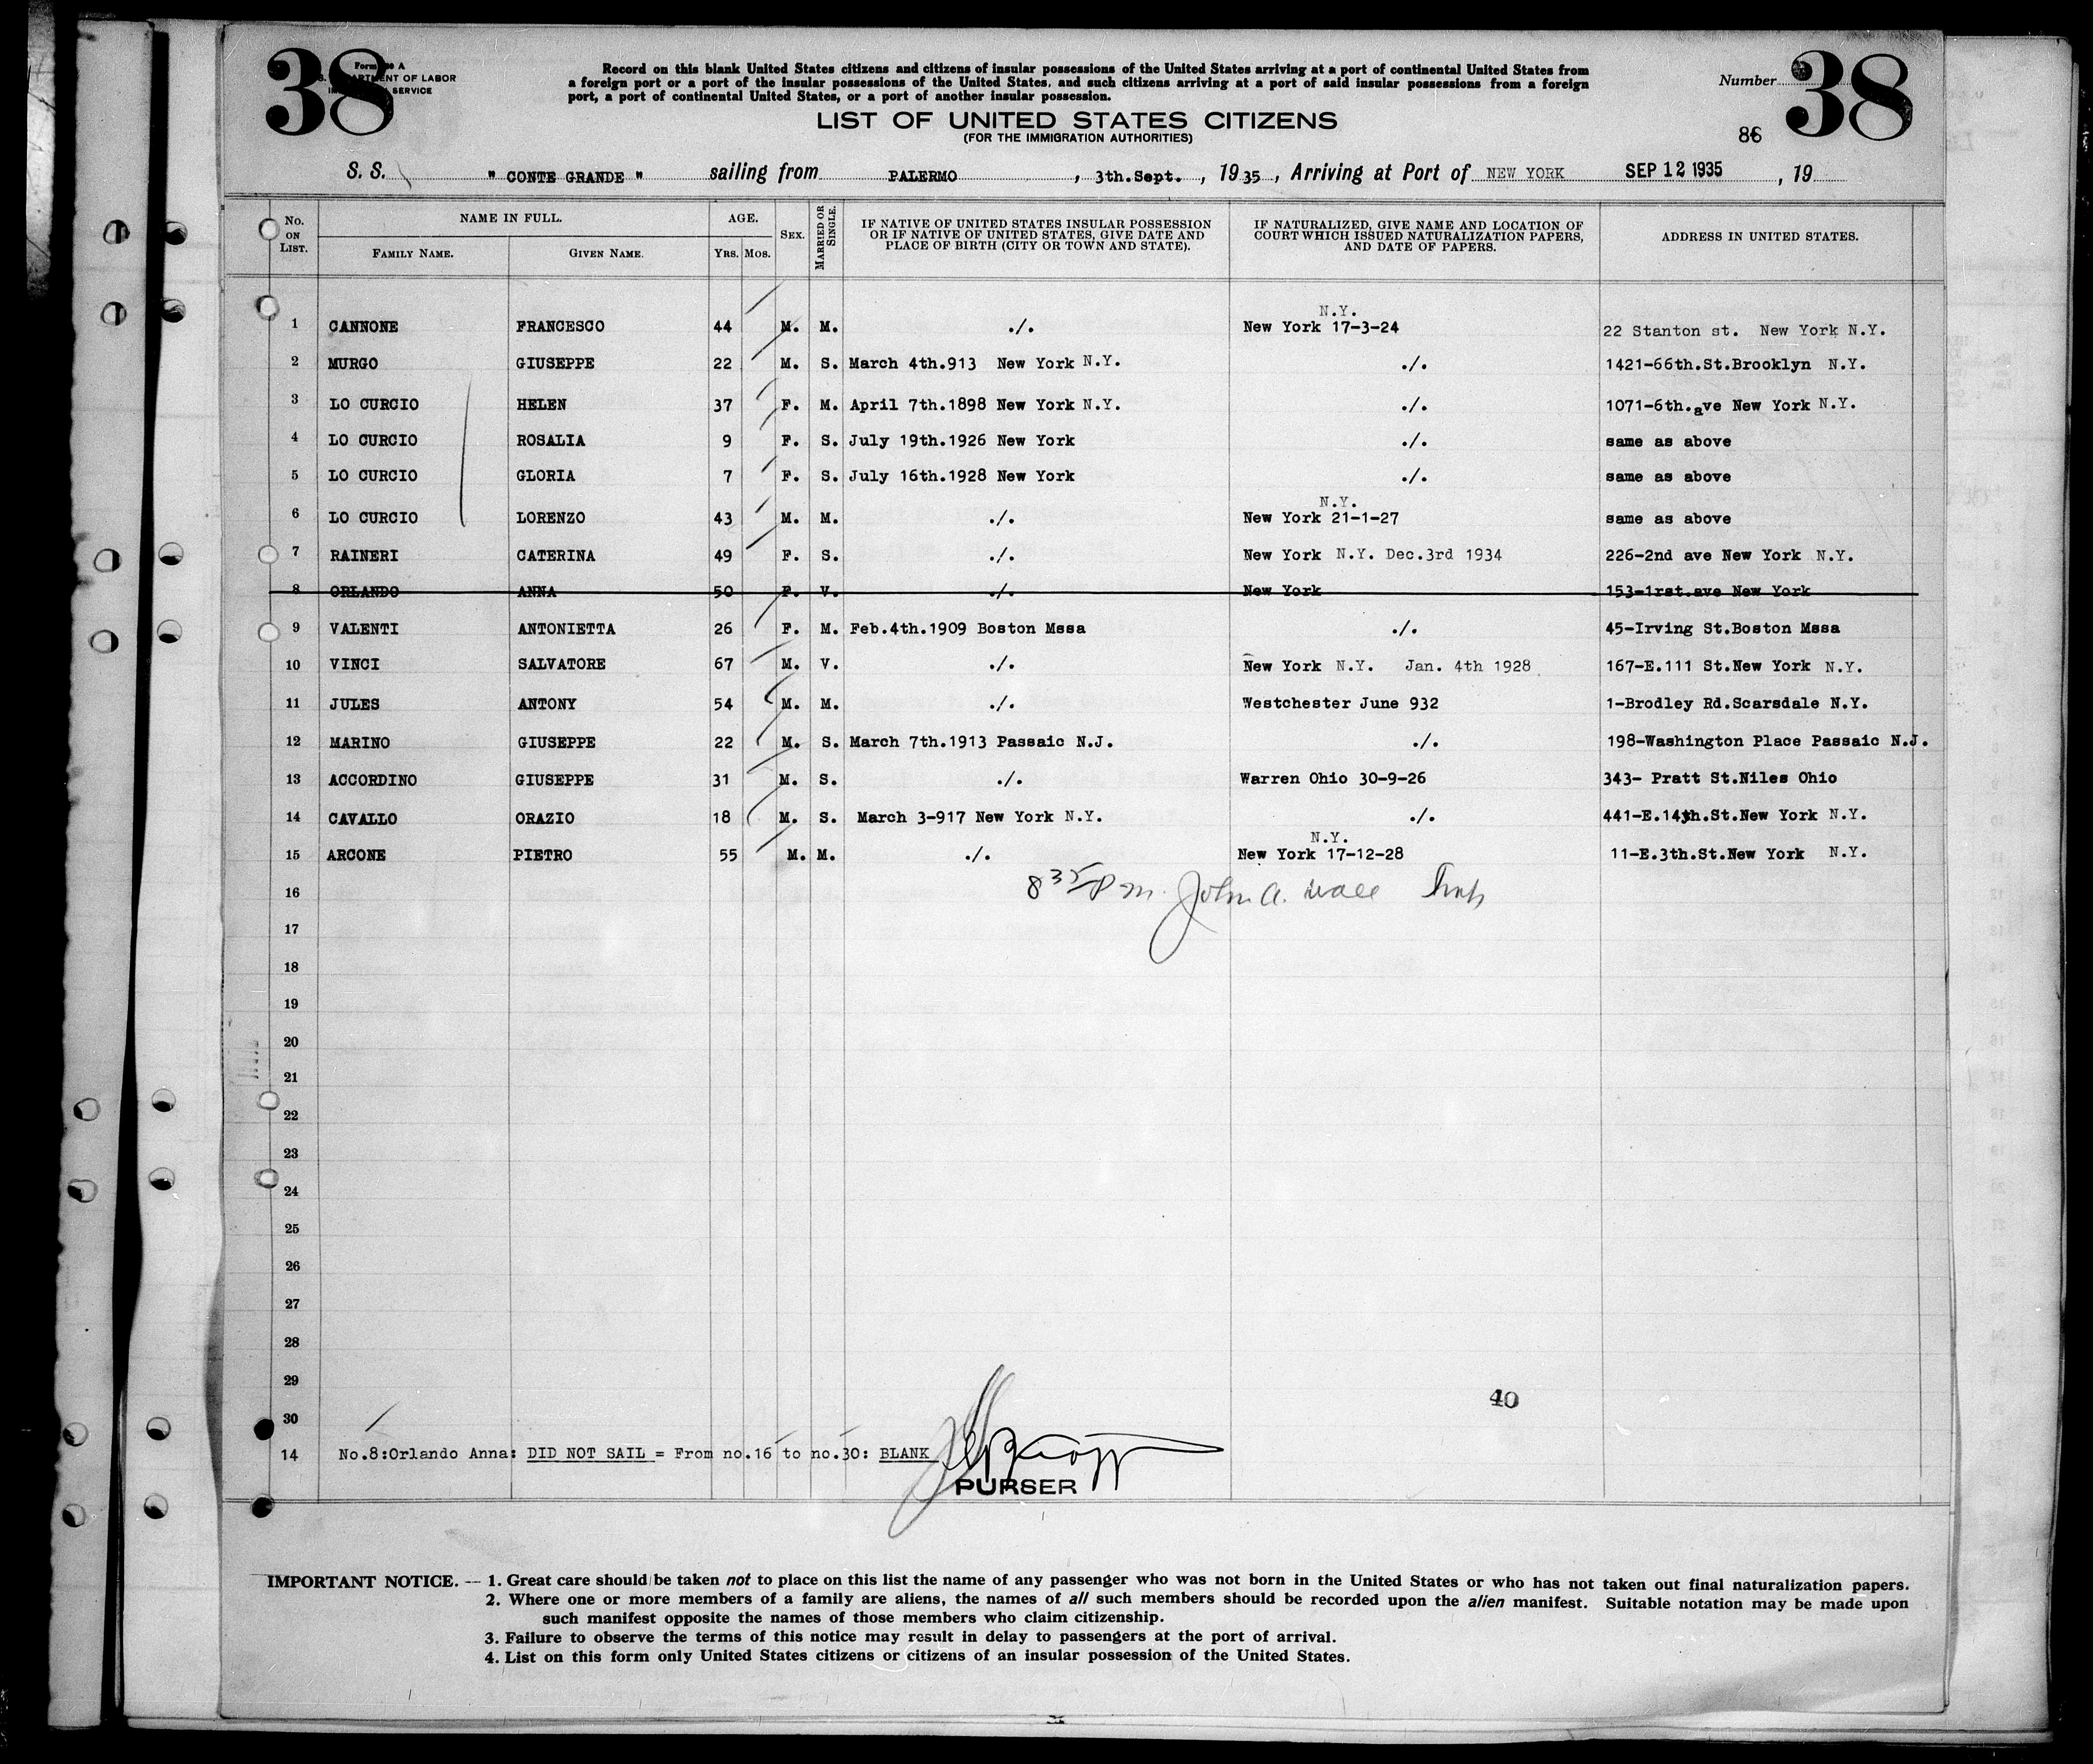 38
Form A
DEPARTMENT OF LABOR
SERVICE
Record on this blank United States citizens and citizens of insular possessions of the United States arriving at a port of continental United States from
a foreign port or a port of the insular possessions of the United States, and such citizens arriving at a port of said insular possessions from a foreign
port, a port of continental United States, or a port of another insular possession.
Number 38
LIST OF UNITED STATES CITIZENS
(FOR THE IMMIGRATION AUTHORITIES)
86
S. S. " CONTE GRANDE " sailing from PALERMO , 3th.Sept. , 1935 , Arriving at Port of NEW YORK SEP 12 1935 , 19
No. ON LIST. NAME IN FULL. FAMILY NAME. GIVEN NAME. AGE. YRS. MOS. SEX. MARRIED OR SINGLE. IF NATIVE OF UNITED STATES INSULAR POSSESSION OR IF NATIVE OF UNITED STATES, GIVE DATE AND PLACE OF BIRTH (CITY OR TOWN AND STATE). IF NATURALIZED, GIVE NAME AND LOCATION OF COURT WHICH ISSUED NATURALIZATION PAPERS, AND DATE OF PAPERS. ADDRESS IN UNITED STATES.
N.Y.
1 CANNONE FRANCESCO 44 M. M. ./. New York 17-3-24 22 Stanton st. New York N.Y.
2 MURGO GIUSEPPE 22 M. S. March 4th.913 New York N.Y. ./. 1421-66th.St.Brooklyn N.Y.
3 LO CURCIO HELEN 37 F. M. April 7th.1898 New York N.Y. ./. 1071-6th.ave New York N.Y.
4 LO CURCIO ROSALIA 9 F. S. July 19th.1926 New York ./. same as above
5 LO CURCIO GLORIA 7 F. S. July 16th.1928 New York ./. same as above
N.Y.
6 LO CURCIO LORENZO 43 M. M. ./. New York 21-1-27 same as above
7 RAINERI CATERINA 49 F. S. ./. New York N.Y. Dec.3rd 1934 226-2nd ave New York N.Y.
8 ORLANDO ANNA 50 F. V. ./. New York 153-1rst.ave New York
9 VALENTI ANTONIETTA 26 F. M. Feb.4th.1909 Boston Mssa ./. 45-Irving St.Boston Mssa
10 VINCI SALVATORE 67 M. V. ./. New York N.Y. Jan. 4th 1928 167-E.111 St.New York N.Y.
11 JULES ANTONY 54 M. M. ./. Westchester June 932 1-Brodley Rd.Scarsdale N.Y.
12 MARINO GIUSEPPE 22 M. S. March 7th.1913 Passaic N.J. ./. 198-Washington Place Passaic N.J.
13 ACCORDINO GIUSEPPE 31 M. S. ./. Warren Ohio 30-9-26 343- Pratt St.Niles Ohio
14 CAVALLO ORAZIO 18 M. S. March 3-917 New York N.Y. ./. 441-E.14th.St.New York N.Y.
N.Y.
15 ARCONE PIETRO 55 M. M. ./. New York 17-12-28 11-E.3th.St.New York N.Y.
16 8 35 P m. John A.
17
18
19
20
21
22
23
24
25
26
27
28
29
40
30
14 No.8:Orlando Anna: DID NOT SAIL = From no.16 to no.30: BLANK
PURSER
IMPORTANT NOTICE. — 1. Great care should be taken not to place on this list the name of any passenger who was not born in the United States or who has not taken out final naturalization papers.
2. Where one or more members of a family are aliens, the names of all such members should be recorded upon the alien manifest. Suitable notation may be made upon
such manifest opposite the names of those members who claim citizenship.
3. Failure to observe the terms of this notice may result in delay to passengers at the port of arrival.
4. List on this form only United States citizens or citizens of an insular possession of the United States.